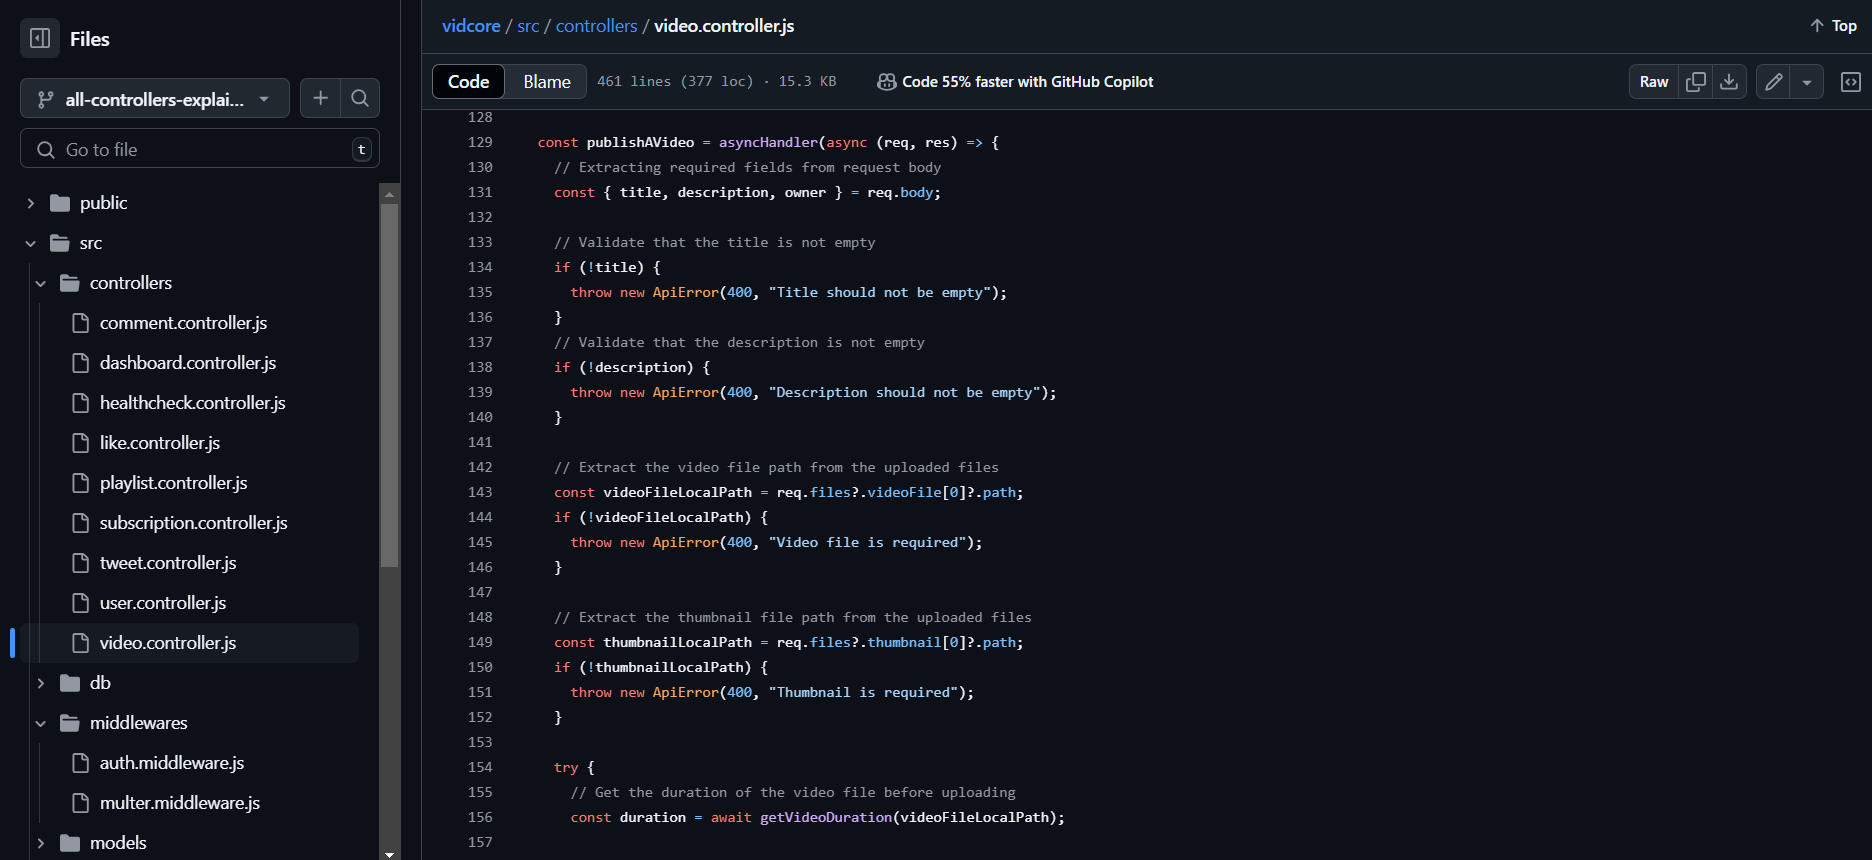 Files
all-controllers-explai...
Go to file
t
public
src
controllers
comment.controller.js
dashboard.controller.js
healthcheck.controller.js
like.controller.js
playlist.controller.js
subscription.controller.js
tweet.controller.js
user.controller.js
video.controller.js
db
middlewares
auth.middleware.js
multer.middleware.js
models
vidcore / src / controllers / video.controller.js
Top
Code Blame 461 lines (377 loc) · 15.3 KB Code 55% faster with GitHub Copilot Raw
128
129 const publishAVideo = asyncHandler(async (req, res) => {
130 // Extracting required fields from request body
131 const { title, description, owner } = req.body;
132
133 // Validate that the title is not empty
134 if (!title) {
135 throw new ApiError(400, "Title should not be empty");
136 }
137 // Validate that the description is not empty
138 if (!description) {
139 throw new ApiError(400, "Description should not be empty");
140 }
141
142 // Extract the video file path from the uploaded files
143 const videoFileLocalPath = req.files?.videoFile[0]?.path;
144 if (!videoFileLocalPath) {
145 throw new ApiError(400, "Video file is required");
146 }
147
148 // Extract the thumbnail file path from the uploaded files
149 const thumbnailLocalPath = req.files?.thumbnail[0]?.path;
150 if (!thumbnailLocalPath) {
151 throw new ApiError(400, "Thumbnail is required");
152 }
153
154 try {
155 // Get the duration of the video file before uploading
156 const duration = await getVideoDuration(videoFileLocalPath);
157